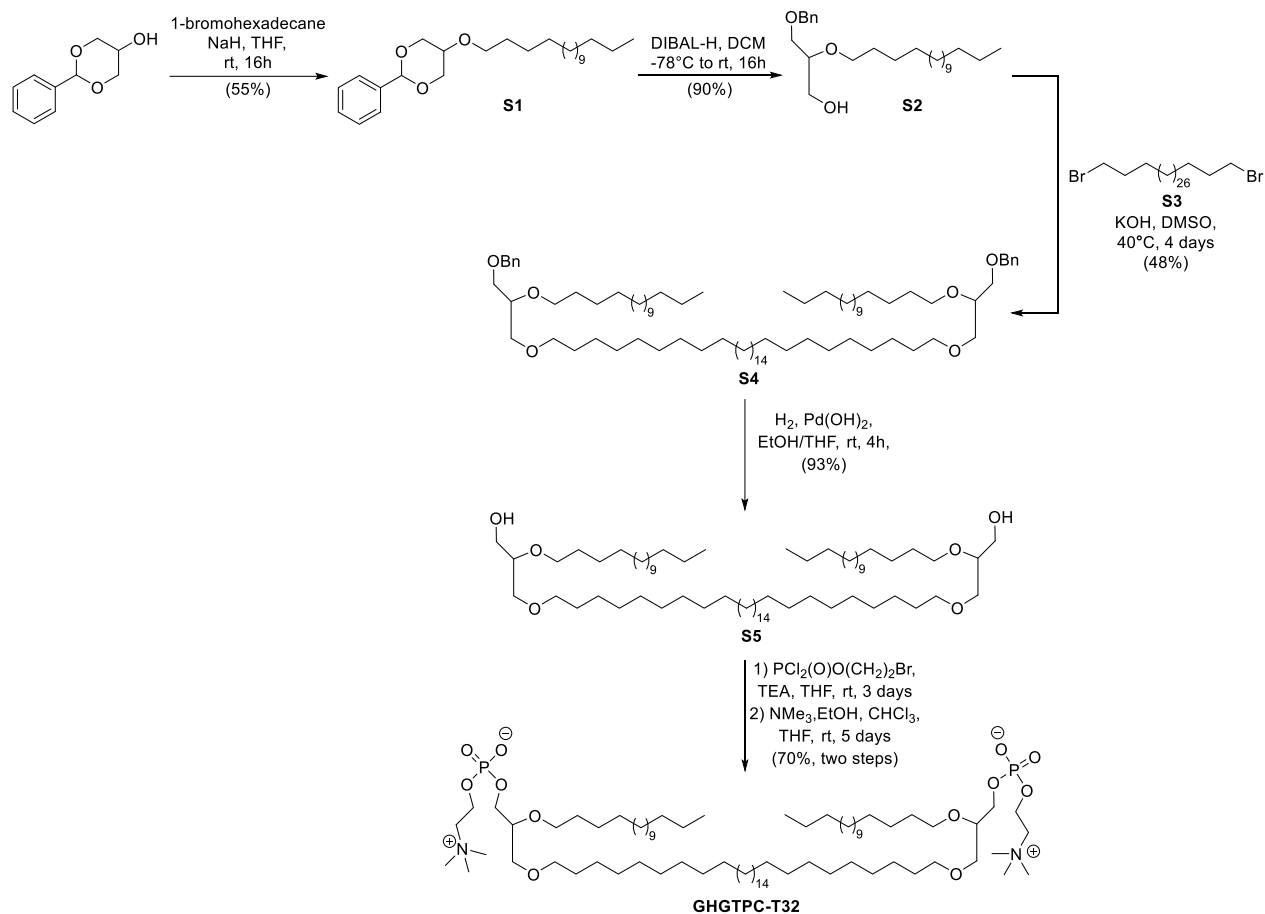 1-bromohexadecane
NaH, THF,
rt, 16h
(55%)
OH
O
O
O
O
O
9
S1
DIBAL-H, DCM
-78°C to rt, 16h
(90%)
OBn
O
9
OH
S2
Br
26
Br
S3
KOH, DMSO,
40°C, 4 days
(48%)
OBn
OBn
O
9
9
O
O
14
O
S4
H2, Pd(OH)2,
EtOH/THF, rt, 4h,
(93%)
OH
OH
O
9
9
O
O
14
O
S5
1) PCl2(O)O(CH2)2Br,
TEA, THF, rt, 3 days
2) NMe3,EtOH, CHCl3,
THF, rt, 5 days
(70%, two steps)
O
O
⊖
P
O
O
N
⊕
O
9
O
14
9
O
O
⊖
O
O
P
O
O
N
⊕
GHGTPC-T32